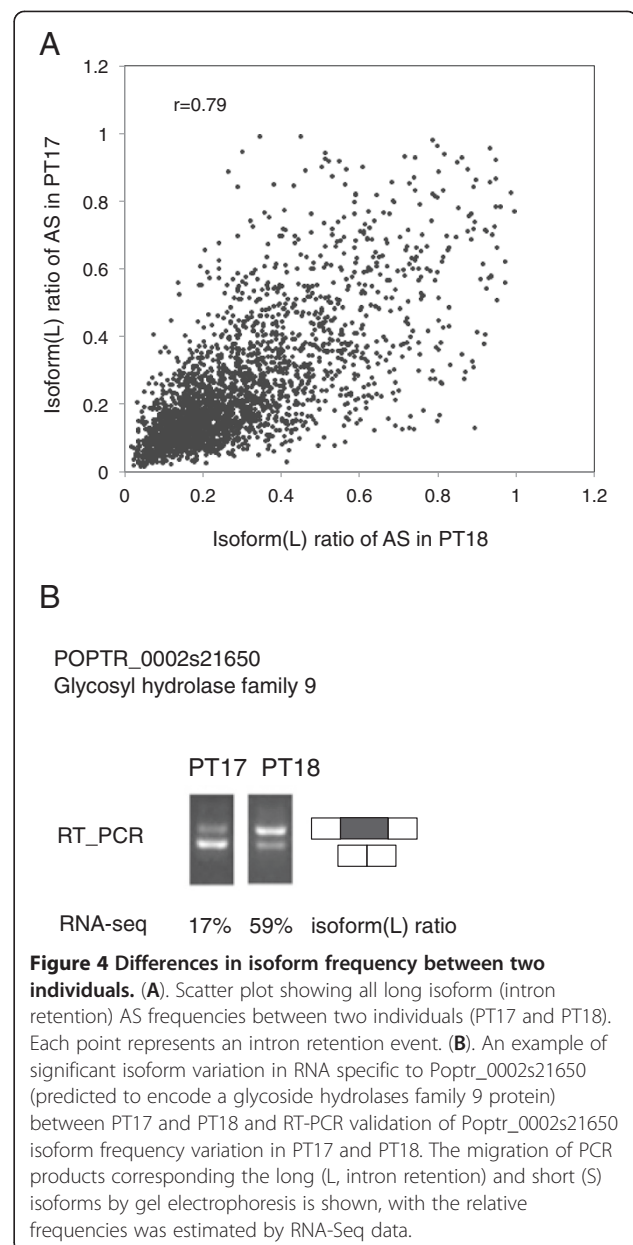 A
1.2
1
0.8
0.6
0.4
0.2
0
r=0.79
Isoform(L) ratio of AS in PT17
0 0.2 0.4 0.6 0.8 1 1.2
Isoform(L) ratio of AS in PT18
B
POPTR_0002s21650
Glycosyl hydrolase family 9
PT17 PT18
RT_PCR
RNA-seq 17% 59% isoform(L) ratio
Figure 4 Differences in isoform frequency between two
individuals. (A). Scatter plot showing all long isoform (intron
retention) AS frequencies between two individuals (PT17 and PT18).
Each point represents an intron retention event. (B). An example of
significant isoform variation in RNA specific to Poptr_0002s21650
(predicted to encode a glycoside hydrolases family 9 protein)
between PT17 and PT18 and RT-PCR validation of Poptr_0002s21650
isoform frequency variation in PT17 and PT18. The migration of PCR
products corresponding the long (L, intron retention) and short (S)
isoforms by gel electrophoresis is shown, with the relative
frequencies was estimated by RNA-Seq data.